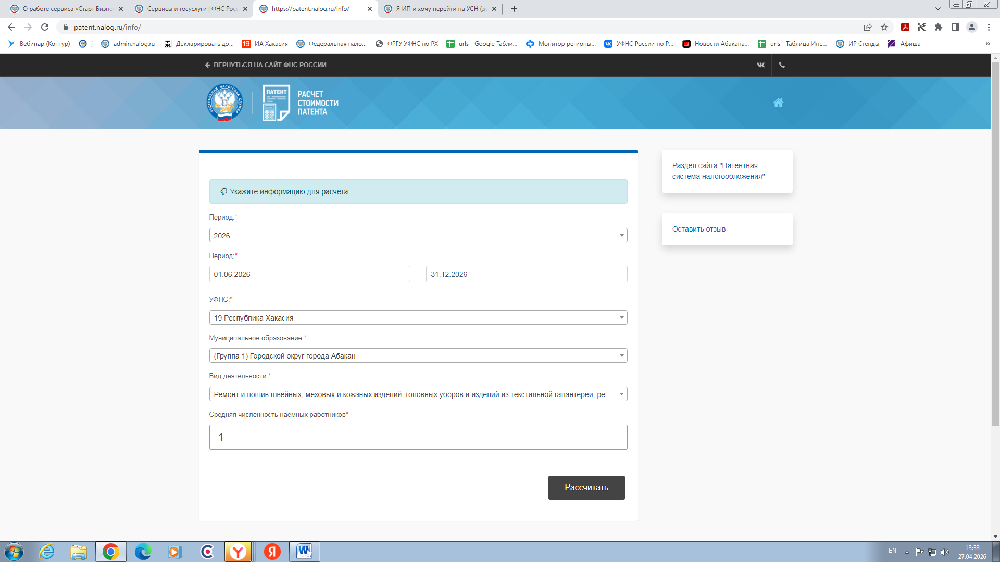 О работе сервиса «Старт Бизне
Сервисы и госуслуги | ФНС Росс
https://patent.nalog.ru/info/
Я ИП и хочу перейти на УСН (до
patent.nalog.ru/info/
Вебинар (Контур)
j
admin.nalog.ru
Декларировать до...
19 ИА Хакасия
Федеральная нало...
ФРГУ УФНС по РХ
urls - Google Табли...
Монитор регионы...
УФНС России по Р...
Новости Абакана...
urls - Таблица Ине...
ИР Стенды
Афиша
»
ВЕРНУТЬСЯ НА САЙТ ФНС РОССИИ
ФЕДЕРАЛЬНАЯ НАЛОГОВАЯ СЛУЖБА
ПАТЕНТ
РАСЧЕТ
СТОИМОСТИ
ПАТЕНТА
Укажите информацию для расчета
Период:*
2026
Период:*
01.06.2026
31.12.2026
УФНС:*
19 Республика Хакасия
Муниципальное образование:*
(Группа 1) Городской округ города Абакан
Вид деятельности:*
Ремонт и пошив швейных, меховых и кожаных изделий, головных уборов и изделий из текстильной галантереи, ре...
Средняя численность наемных работников*
1
Рассчитать
Раздел сайта "Патентная
система налогообложения"
Оставить отзыв
EN
13:33
27.04.2026